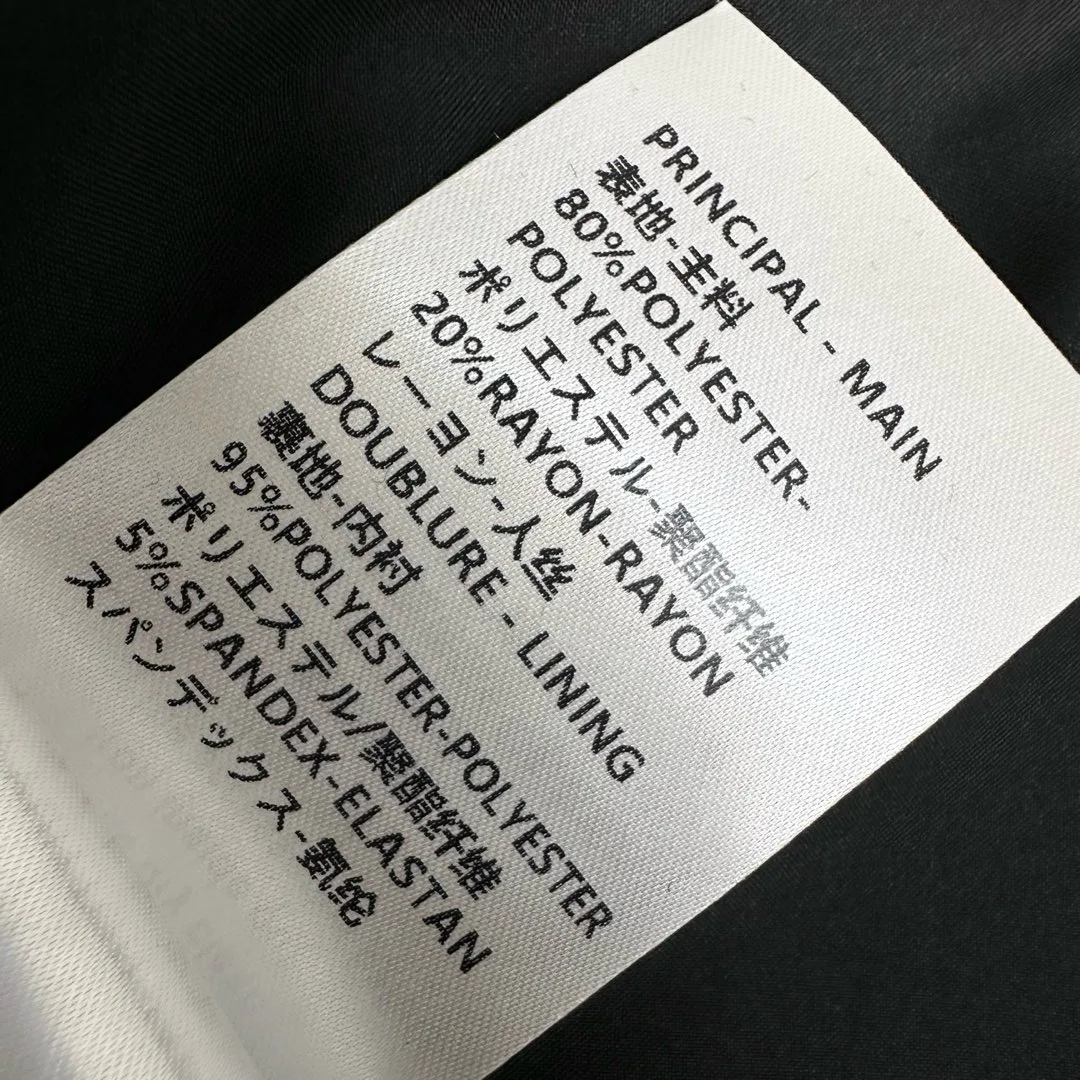 PRINCIPAL - MAIN
表地-主料
80%POLYESTER-
POLYESTER
ポリエステル-聚酯纤维
20%RAYON-RAYON
レーヨン-人丝
DOUBLURE - LINING
裏地-内衬
95%POLYESTER-POLYESTER
ポリエステル/聚酯纤维
5%SPANDEX-ELASTAN
スパンデックス-氨纶